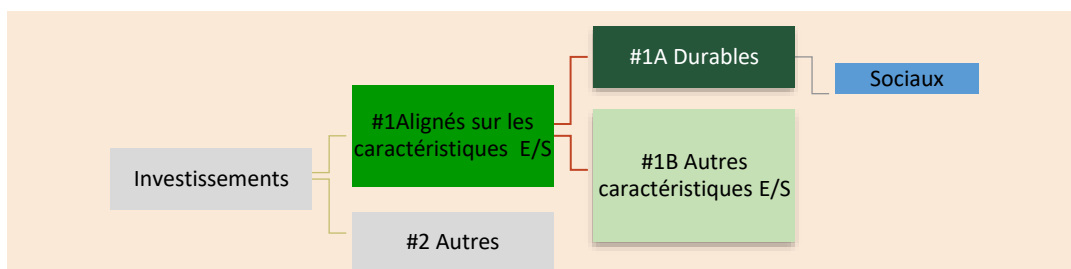 Investissements
#1Alignés sur les
caractéristiques E/S
#2 Autres
#1A Durables
#1B Autres
caractéristiques E/S
Sociaux